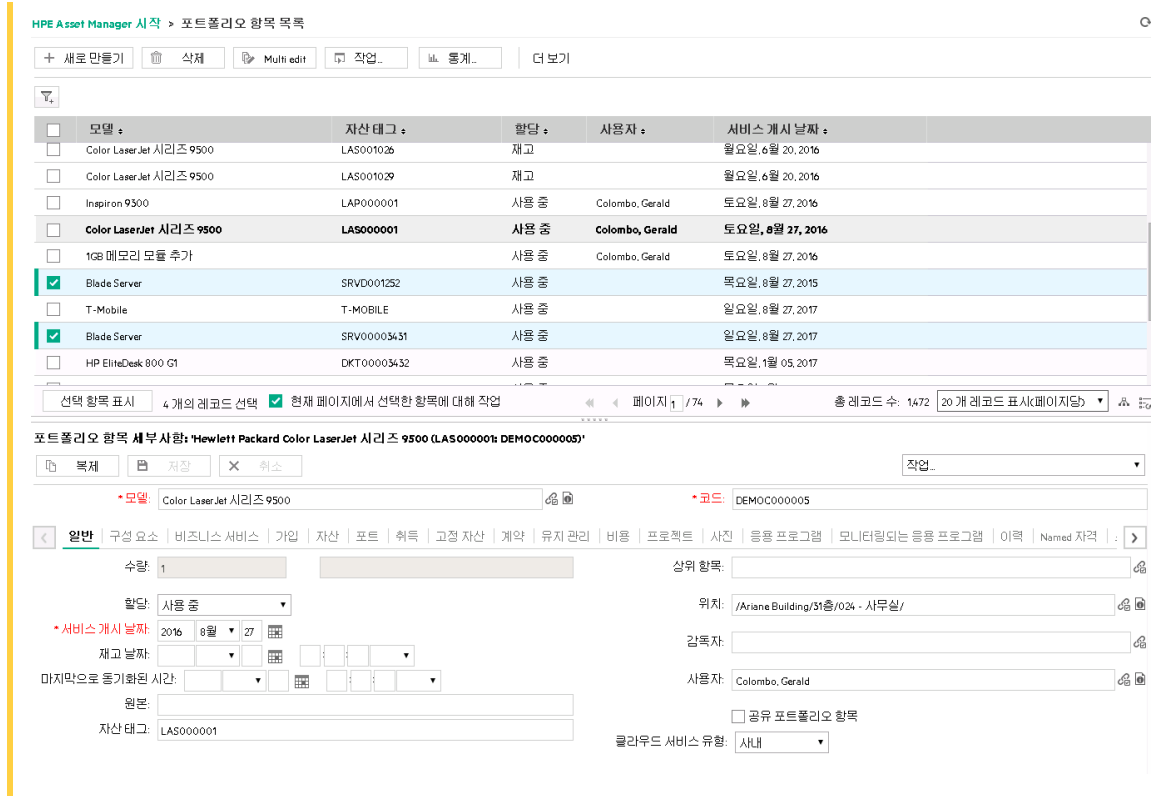 HPE Asset Manager 시작 > 포트폴리오 항목 목록
새로 만들기 삭제 Multi edit 작업... 통계... 더 보기
모델 자산 태그 할당 사용자 서비스 개시 날짜
Color LaserJet 시리즈 9500 LAS001026 재고 월요일, 6월 20, 2016
Color LaserJet 시리즈 9500 LAS001029 재고 월요일, 6월 20, 2016
Inspiron 9300 LAP000001 사용 중 Colombo, Gerald 토요일, 8월 27, 2016
Color LaserJet 시리즈 9500 LAS000001 사용 중 Colombo, Gerald 토요일, 8월 27, 2016
1GB 메모리 모듈 추가 사용 중 Colombo, Gerald 토요일, 8월 27, 2016
Blade Server SRVD001252 사용 중 목요일, 8월 27, 2015
T-Mobile T-MOBILE 사용 중 일요일, 8월 27, 2017
Blade Server SRV00003431 사용 중 일요일, 8월 27, 2017
HP EliteDesk 800 G1 DKT00003432 사용 중 목요일, 1월 05, 2017
선택 항목 표시 4 개의 레코드 선택 현재 페이지에서 선택한 항목에 대해 작업 페이지 1 / 74 총 레코드 수: 1,472 20 개 레코드 표시(페이지당)
포트폴리오 항목 세부사항: 'Hewlett Packard Color LaserJet 시리즈 9500 (LAS000001: DEMOC000005)'
복제 저장 취소 작업...
*모델: Color LaserJet 시리즈 9500 *코드: DEMOC000005
일반 구성 요소 비즈니스 서비스 가입 자산 포트 취득 고정 자산 계약 유지 관리 비용 프로젝트 사진 응용 프로그램 모니터링되는 응용 프로그램 이력 Named 자격
수량: 1 상위 항목:
할당: 사용 중 위치: /Ariane Building/31층/024 - 사무실/
*서비스 개시 날짜: 2016 8월 27
감독자:
재고 날짜: : :
마지막으로 동기화된 시간: : : 사용자: Colombo, Gerald
원본:
공유 포트폴리오 항목
자산 태그: LAS000001
클라우드 서비스 유형: 사내